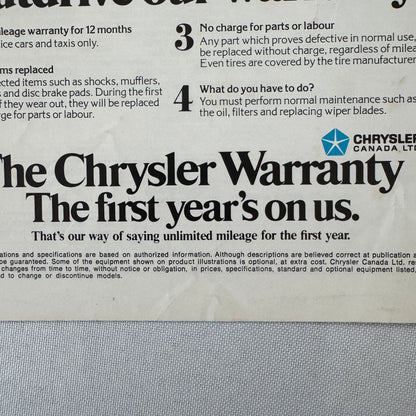 ileage warranty for 12 months
ice cars and taxis only.
ms replaced
cted items such as shocks, mufflers,
s and disc brake pads. During the first
f they wear out, they will be replaced
rge for parts or labour.
3 No charge for parts or labour
Any part which proves defective in normal use,
be replaced without charge, regardless of milea
Even tires are covered by the tire manufacturer
4 What do you have to do?
You must perform normal maintenance such as
the oil, filters and replacing wiper blades.
CHRYSLER
CANADA LTD
The Chrysler Warranty
The first year's on us.
That's our way of saying unlimited mileage for the first year.
ations and specifications are based on authorized information. Although descriptions are believed correct at publication a
be guaranteed. Some of the equipment shown on product illustrations is optional, at extra cost. Chrysler Canada Ltd. res
changes from time to time, without notice or obligation, in prices, specifications, standard and optional equipment listed,
d to change or discontinue models.